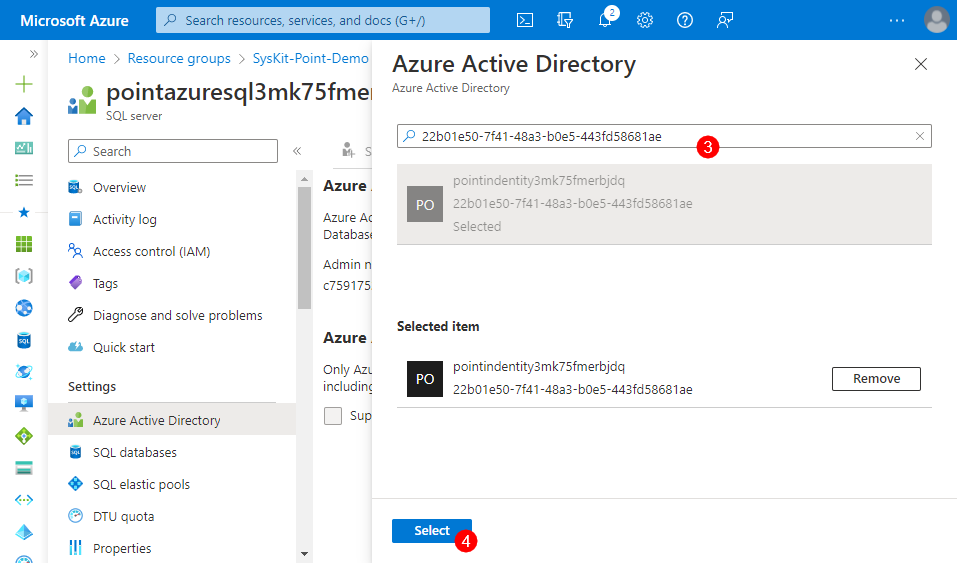 Microsoft Azure
Search resources, services, and docs (G+/)
2
Home > Resource groups > SysKit-Point-Demo
pointazuresql3mk75fmer
SQL server
Search
S
Overview
Activity log
Access control (IAM)
Tags
Diagnose and solve problems
Quick start
Settings
Azure Active Directory
SQL databases
SQL elastic pools
DTU quota
Properties
Azure
Azure Ac
Database
Admin n
c759175
Azure
Only Azu
including
Sup
Azure Active Directory
Azure Active Directory
22b01e50-7f41-48a3-b0e5-443fd58681ae
3
PO
pointindentity3mk75fmerbjdq
22b01e50-7f41-48a3-b0e5-443fd58681ae
Selected
Selected item
PO
pointindentity3mk75fmerbjdq
22b01e50-7f41-48a3-b0e5-443fd58681ae
Remove
Select
4